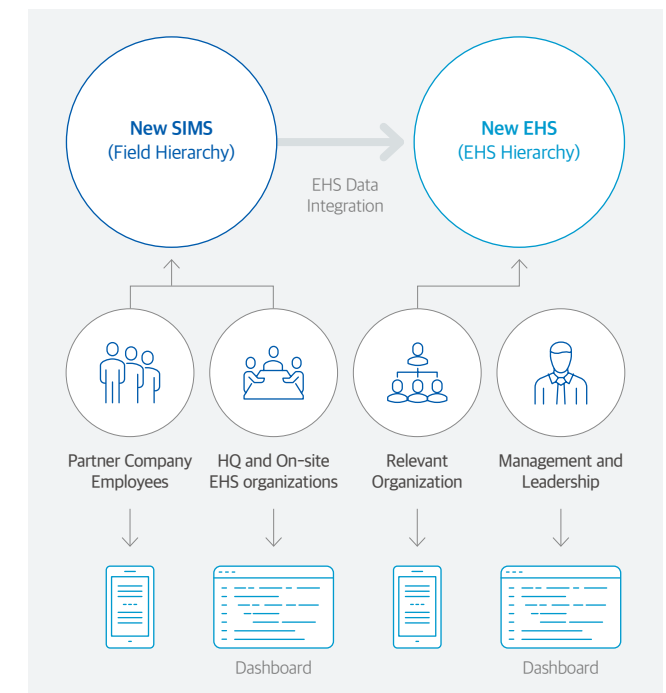 New SIMS
(Field Hierarchy)
New EHS
(EHS Hierarchy)
EHS Data
Integration
Partner Company
Employees
HQ and On-site
EHS organizations
Relevant
Organization
Management and
Leadership
Dashboard
Dashboard